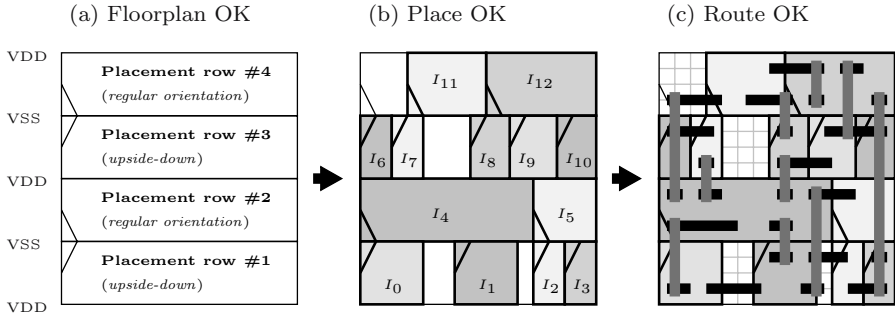 (a) Floorplan OK
(b) Place OK
(c) Route OK
VDD
Placement row #4
(regular orientation)
VSS
Placement row #3
(upside-down)
VDD
Placement row #2
(regular orientation)
VSS
Placement row #1
(upside-down)
VDD
I11 I12
I6 I7 I8 I9 I10
I4 I5
I0 I1 I2 I3